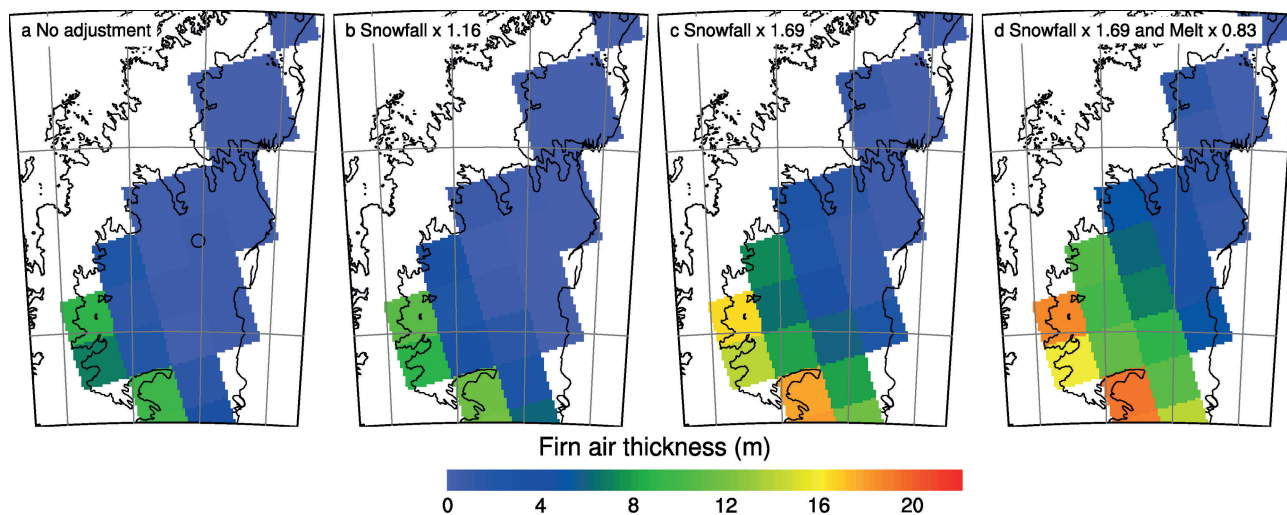 a No adjustment
b Snowfall x 1.16
c Snowfall x 1.69
d Snowfall x 1.69 and Melt x 0.83
Firn air thickness (m)
0 4 8 12 16 20